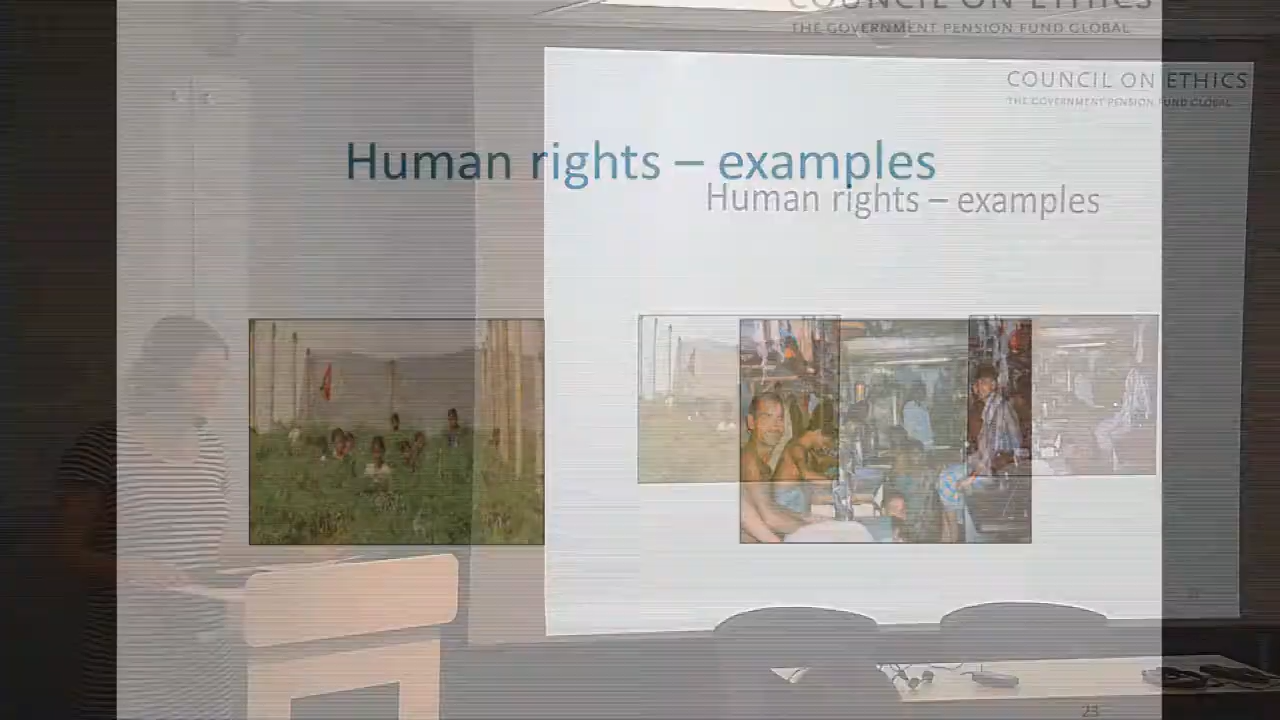 COUNCIL ON ETHICS
THE GOVERNMENT PENSION FUND GLOBAL
COUNCIL ON ETHICS
THE GOVERNMENT PENSION FUND GLOBAL
Human rights – examples
Human rights – examples
23